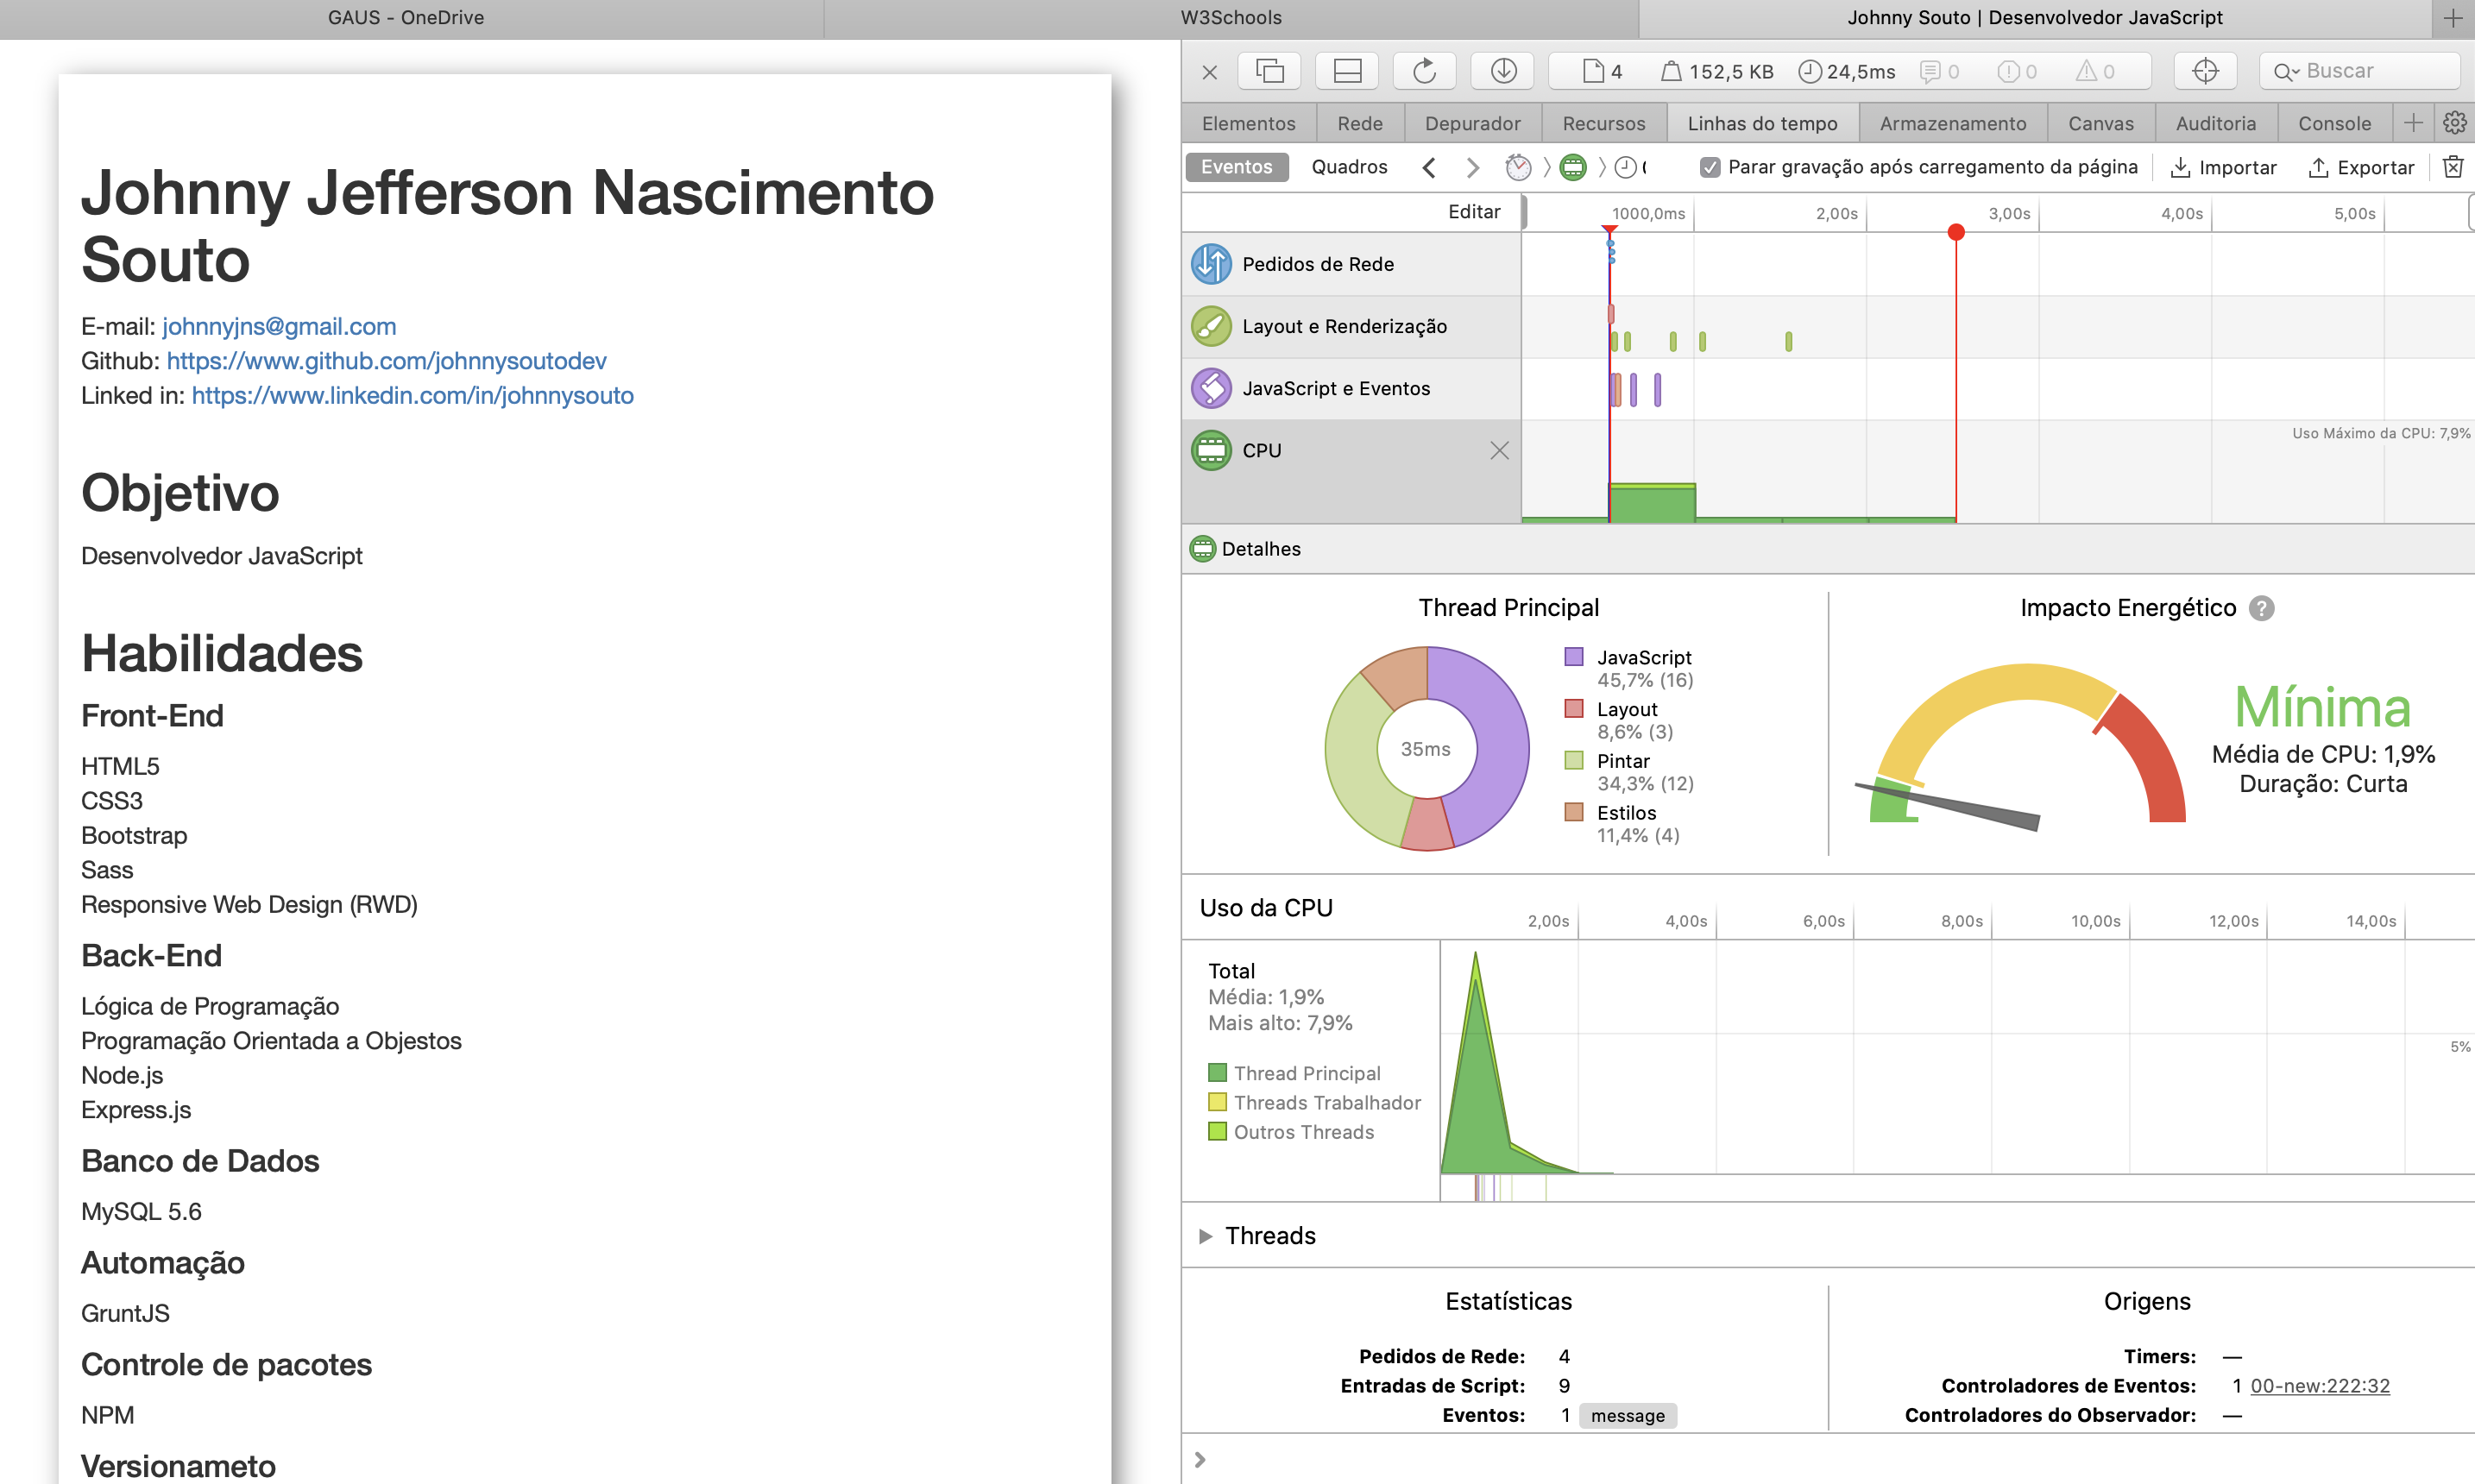 GAUS - OneDrive
W3Schools
Johnny Souto | Desenvolvedor JavaScript
Johnny Jefferson Nascimento
Souto
E-mail: johnnyjns@gmail.com
Github: https://www.github.com/johnnysoutodev
Linked in: https://www.linkedin.com/in/johnnysouto
Objetivo
Desenvolvedor JavaScript
Habilidades
Front-End
HTML5
CSS3
Bootstrap
Sass
Responsive Web Design (RWD)
Back-End
Lógica de Programação
Programação Orientada a Objestos
Node.js
Express.js
Banco de Dados
MySQL 5.6
Automação
GruntJS
Controle de pacotes
NPM
Versionameto
4 152,5 KB 24,5ms 0 0 0 Buscar
Elementos Rede Depurador Recursos Linhas do tempo Armazenamento Canvas Auditoria Console
Eventos Quadros Parar gravação após carregamento da página Importar Exportar
Editar 1000,0ms 2,00s 3,00s 4,00s 5,00s
Pedidos de Rede
Layout e Renderização
JavaScript e Eventos
Uso Máximo da CPU: 7,9%
CPU
Detalhes
Thread Principal
35ms
JavaScript
45,7% (16)
Layout
8,6% (3)
Pintar
34,3% (12)
Estilos
11,4% (4)
Impacto Energético ?
Mínima
Média de CPU: 1,9%
Duração: Curta
Uso da CPU 2,00s 4,00s 6,00s 8,00s 10,00s 12,00s 14,00s
Total
Média: 1,9%
Mais alto: 7,9%
5%
Thread Principal
Threads Trabalhador
Outros Threads
Threads
Estatísticas
Pedidos de Rede: 4
Entradas de Script: 9
Eventos: 1 message
Origens
Timers: —
Controladores de Eventos: 1 00-new:222:32
Controladores do Observador: —